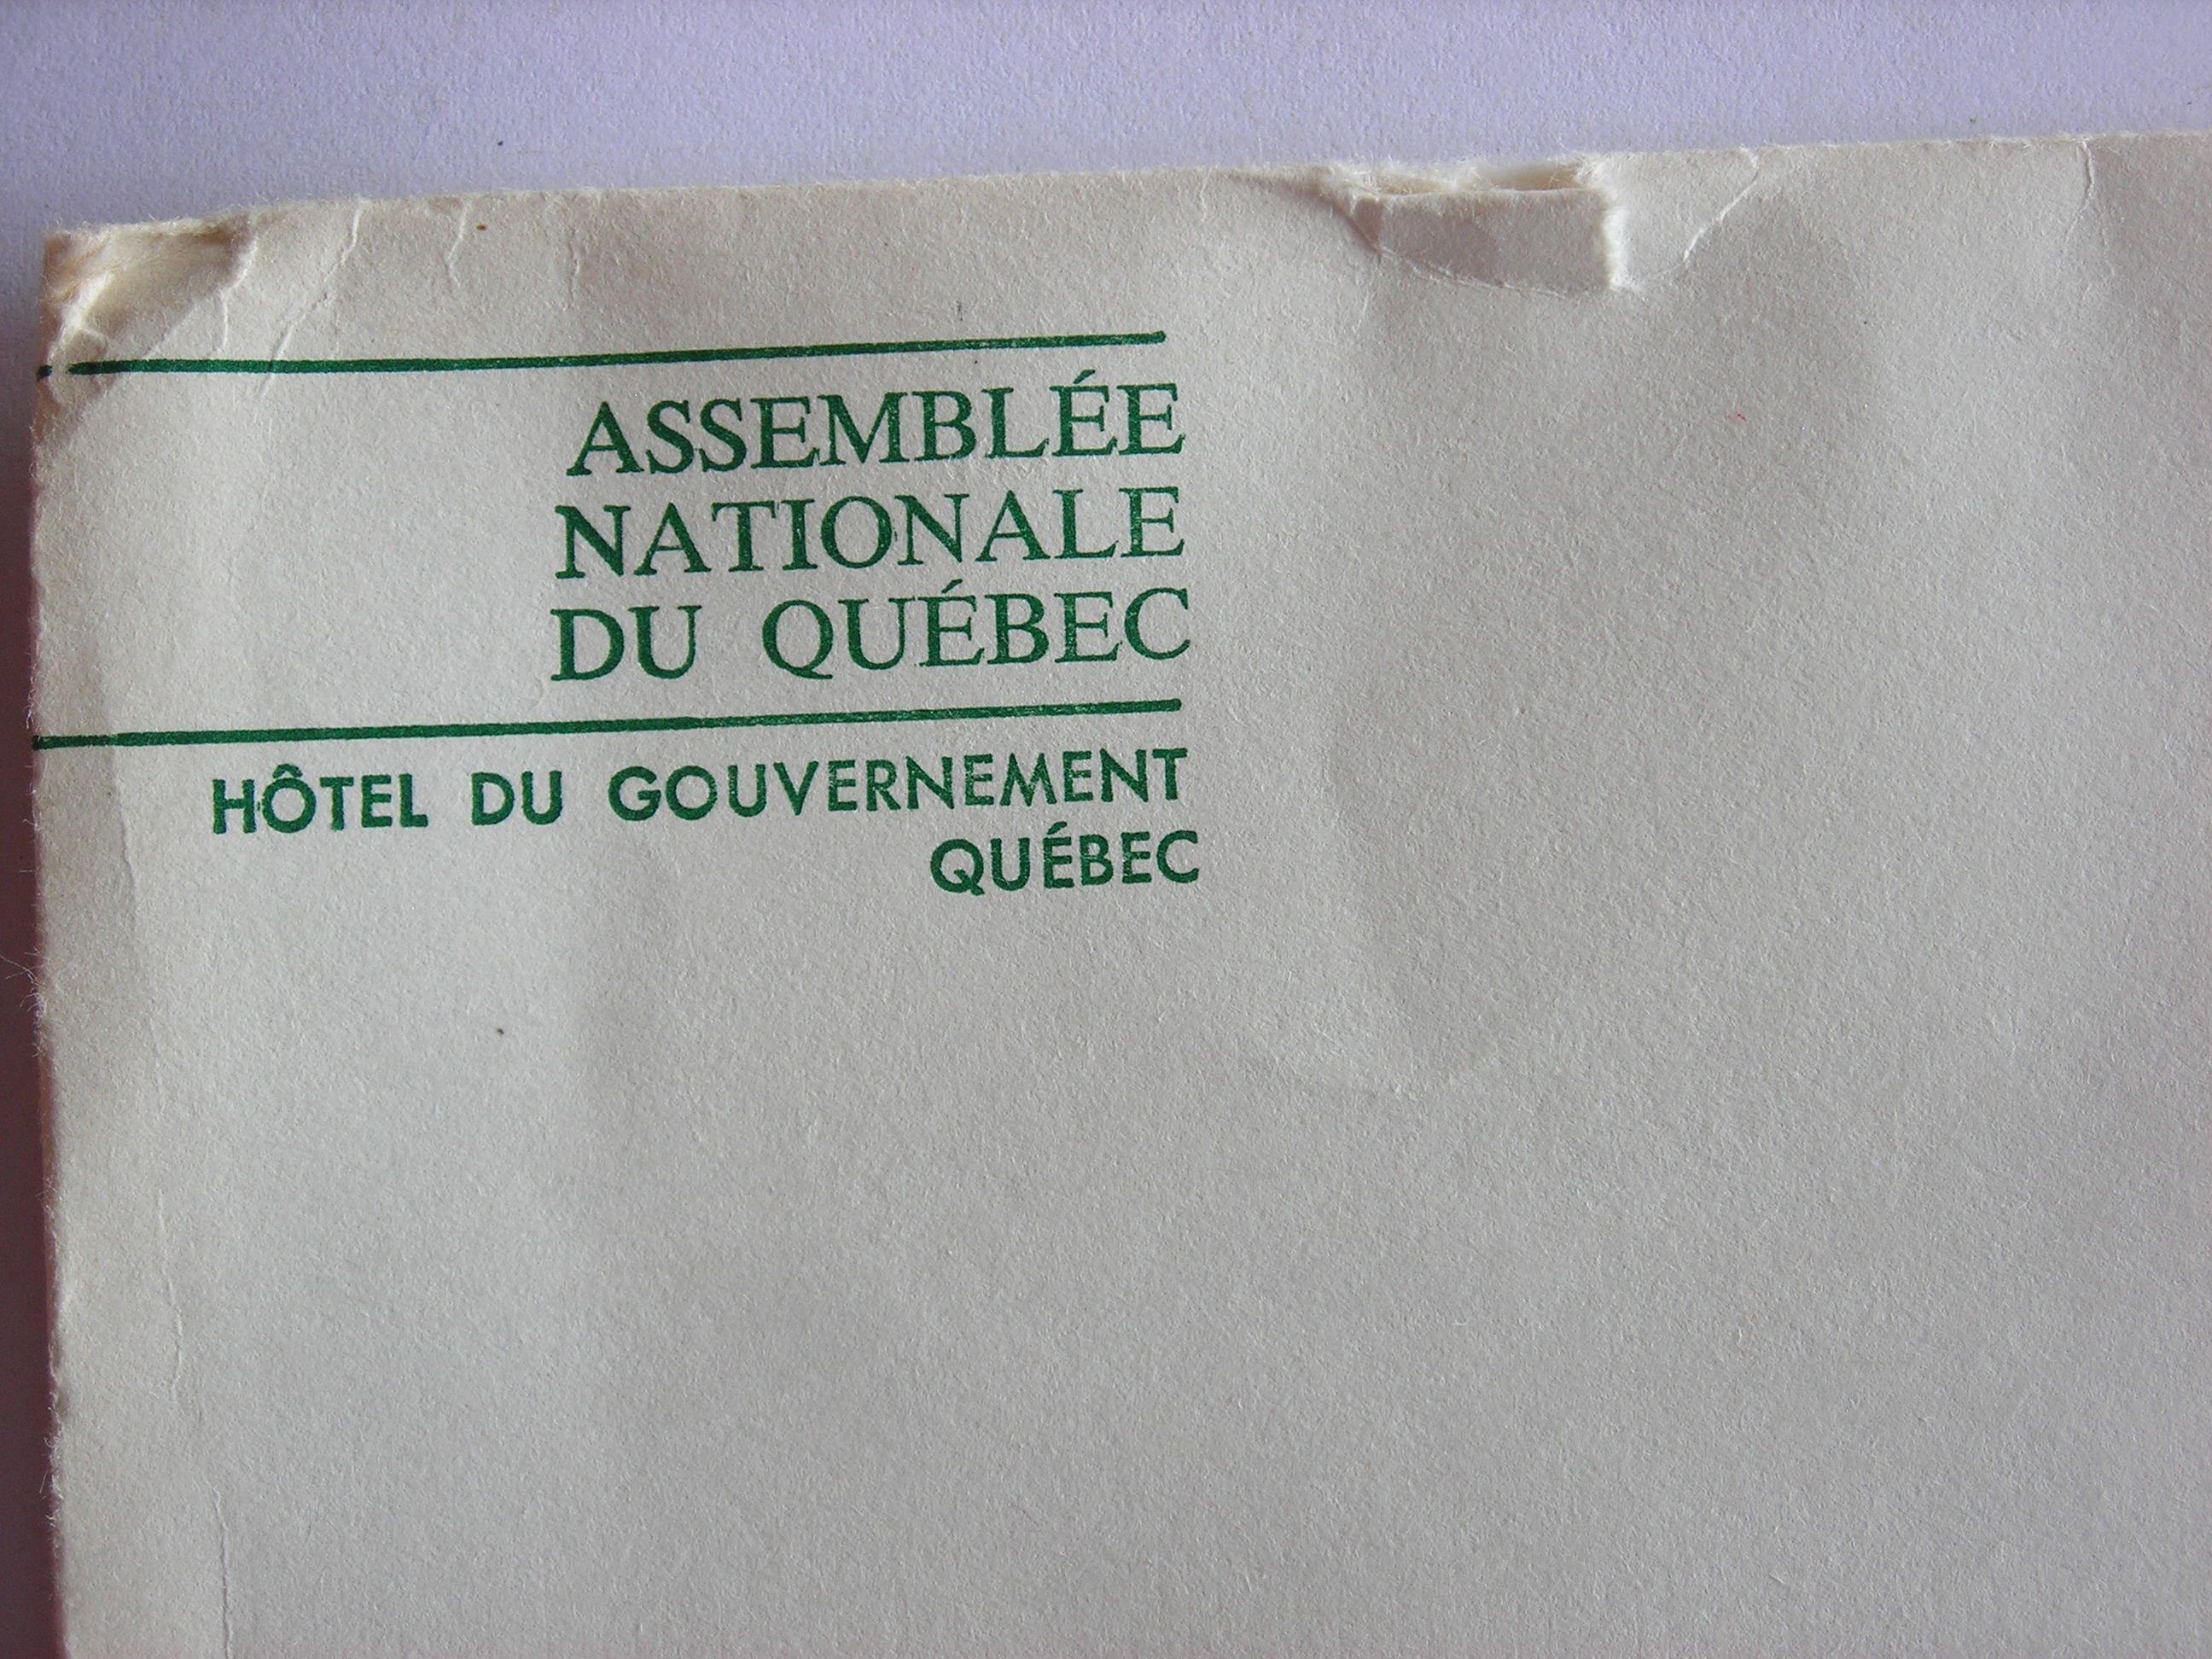 ASSEMBLÉE
NATIONALE
DU QUÉBEC
HÔTEL DU GOUVERNEMENT
QUÉBEC